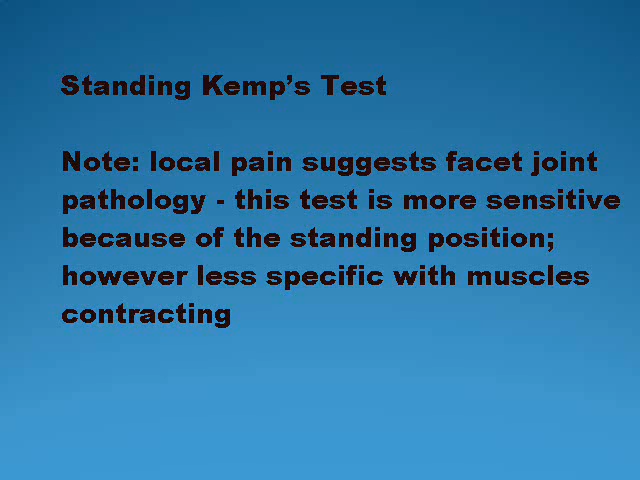 Standing Kemp’s Test
Note: local pain suggests facet joint
pathology - this test is more sensitive
because of the standing position;
however less specific with muscles
contracting